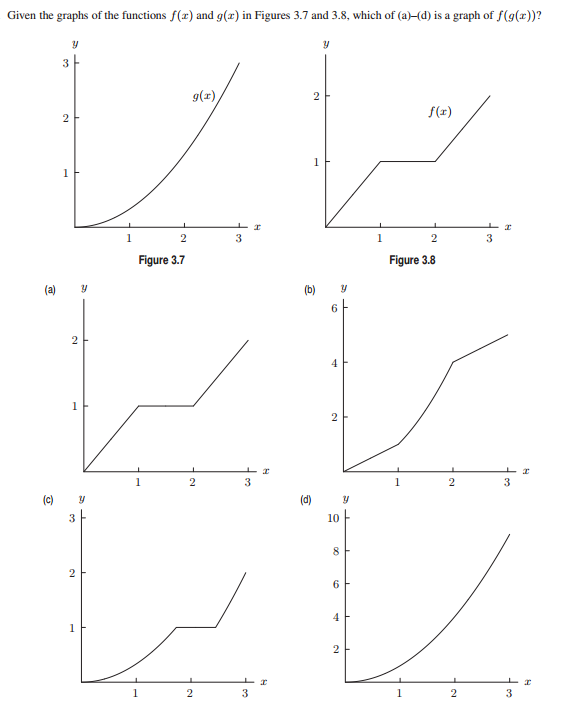 Given the graphs of the functions f(x) and g(x) in Figures 3.7 and 3.8, which of (a)–(d) is a graph of f(g(x))?
y
3
2
1
g(x)
1 2 3
x
Figure 3.7
y
2
1
f(x)
1 2 3
x
Figure 3.8
(a)
y
2
1
1 2 3
x
(b)
y
6
4
2
1 2 3
x
(c)
y
3
2
1
1 2 3
x
(d)
y
10
8
6
4
2
1 2 3
x